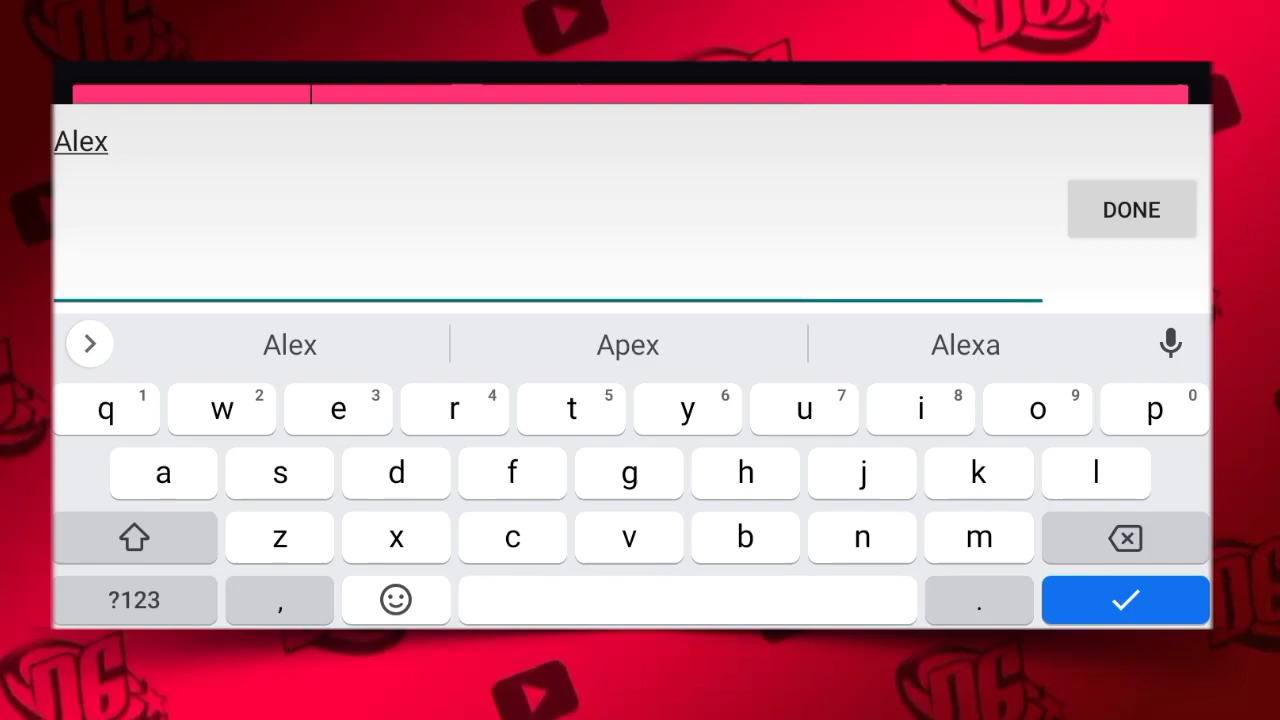 Alex
DONE
Alex Apex Alexa
q 1 w 2 e 3 r 4 t 5 y 6 u 7 i 8 o 9 p 0
a s d f g h j k l
z x c v b n m
?123 , .